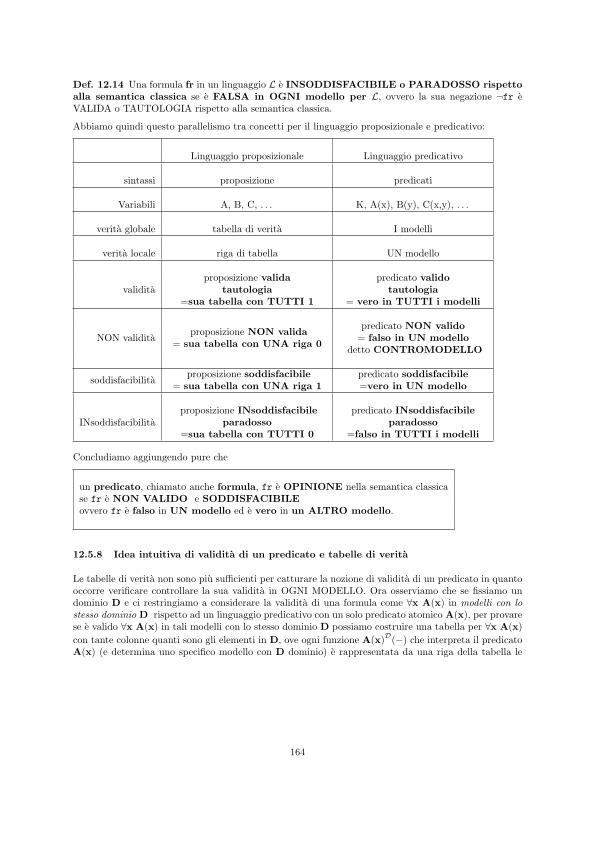 Def. 12.14 Una formula fr in un linguaggio ℒ è INSODDISFACIBILE o PARADOSSO rispetto
alla semantica classica se è FALSA in OGNI modello per ℒ, ovvero la sua negazione ¬fr è
VALIDA o TAUTOLOGIA rispetto alla semantica classica.
Abbiamo quindi questo parallelismo tra concetti per il linguaggio proposizionale e predicativo:
Linguaggio proposizionale Linguaggio predicativo
sintassi proposizione predicati
Variabili A, B, C, . . . K, A(x), B(y), C(x,y), . . .
verità globale tabella di verità I modelli
verità locale riga di tabella UN modello
proposizione valida predicato valido
validità tautologia tautologia
=sua tabella con TUTTI 1 = vero in TUTTI i modelli
predicato NON valido
NON validità proposizione NON valida = falso in UN modello
= sua tabella con UNA riga 0 detto CONTROMODELLO
soddisfacibilità proposizione soddisfacibile predicato soddisfacibile
= sua tabella con UNA riga 1 =vero in UN modello
proposizione INsoddisfacibile predicato INsoddisfacibile
INsoddisfacibilità paradosso paradosso
=sua tabella con TUTTI 0 =falso in TUTTI i modelli
Concludiamo aggiungendo pure che
un predicato, chiamato anche formula, fr è OPINIONE nella semantica classica
se fr è NON VALIDO e SODDISFACIBILE
ovvero fr è falso in UN modello ed è vero in un ALTRO modello.
12.5.8 Idea intuitiva di validità di un predicato e tabelle di verità
Le tabelle di verità non sono più sufficienti per catturare la nozione di validità di un predicato in quanto
occorre verificare controllare la sua validità in OGNI MODELLO. Ora osserviamo che se fissiamo un
dominio D e ci restringiamo a considerare la validità di una formula come ∀x A(x) in modelli con lo
stesso dominio D rispetto ad un linguaggio predicativo con un solo predicato atomico A(x), per provare
se è valido ∀x A(x) in tali modelli con lo stesso dominio D possiamo costruire una tabella per ∀x A(x)
con tante colonne quanti sono gli elementi in D, ove ogni funzione A(x)^𝒟(−) che interpreta il predicato
A(x) (e determina uno specifico modello con D dominio) è rappresentata da una riga della tabella le
164